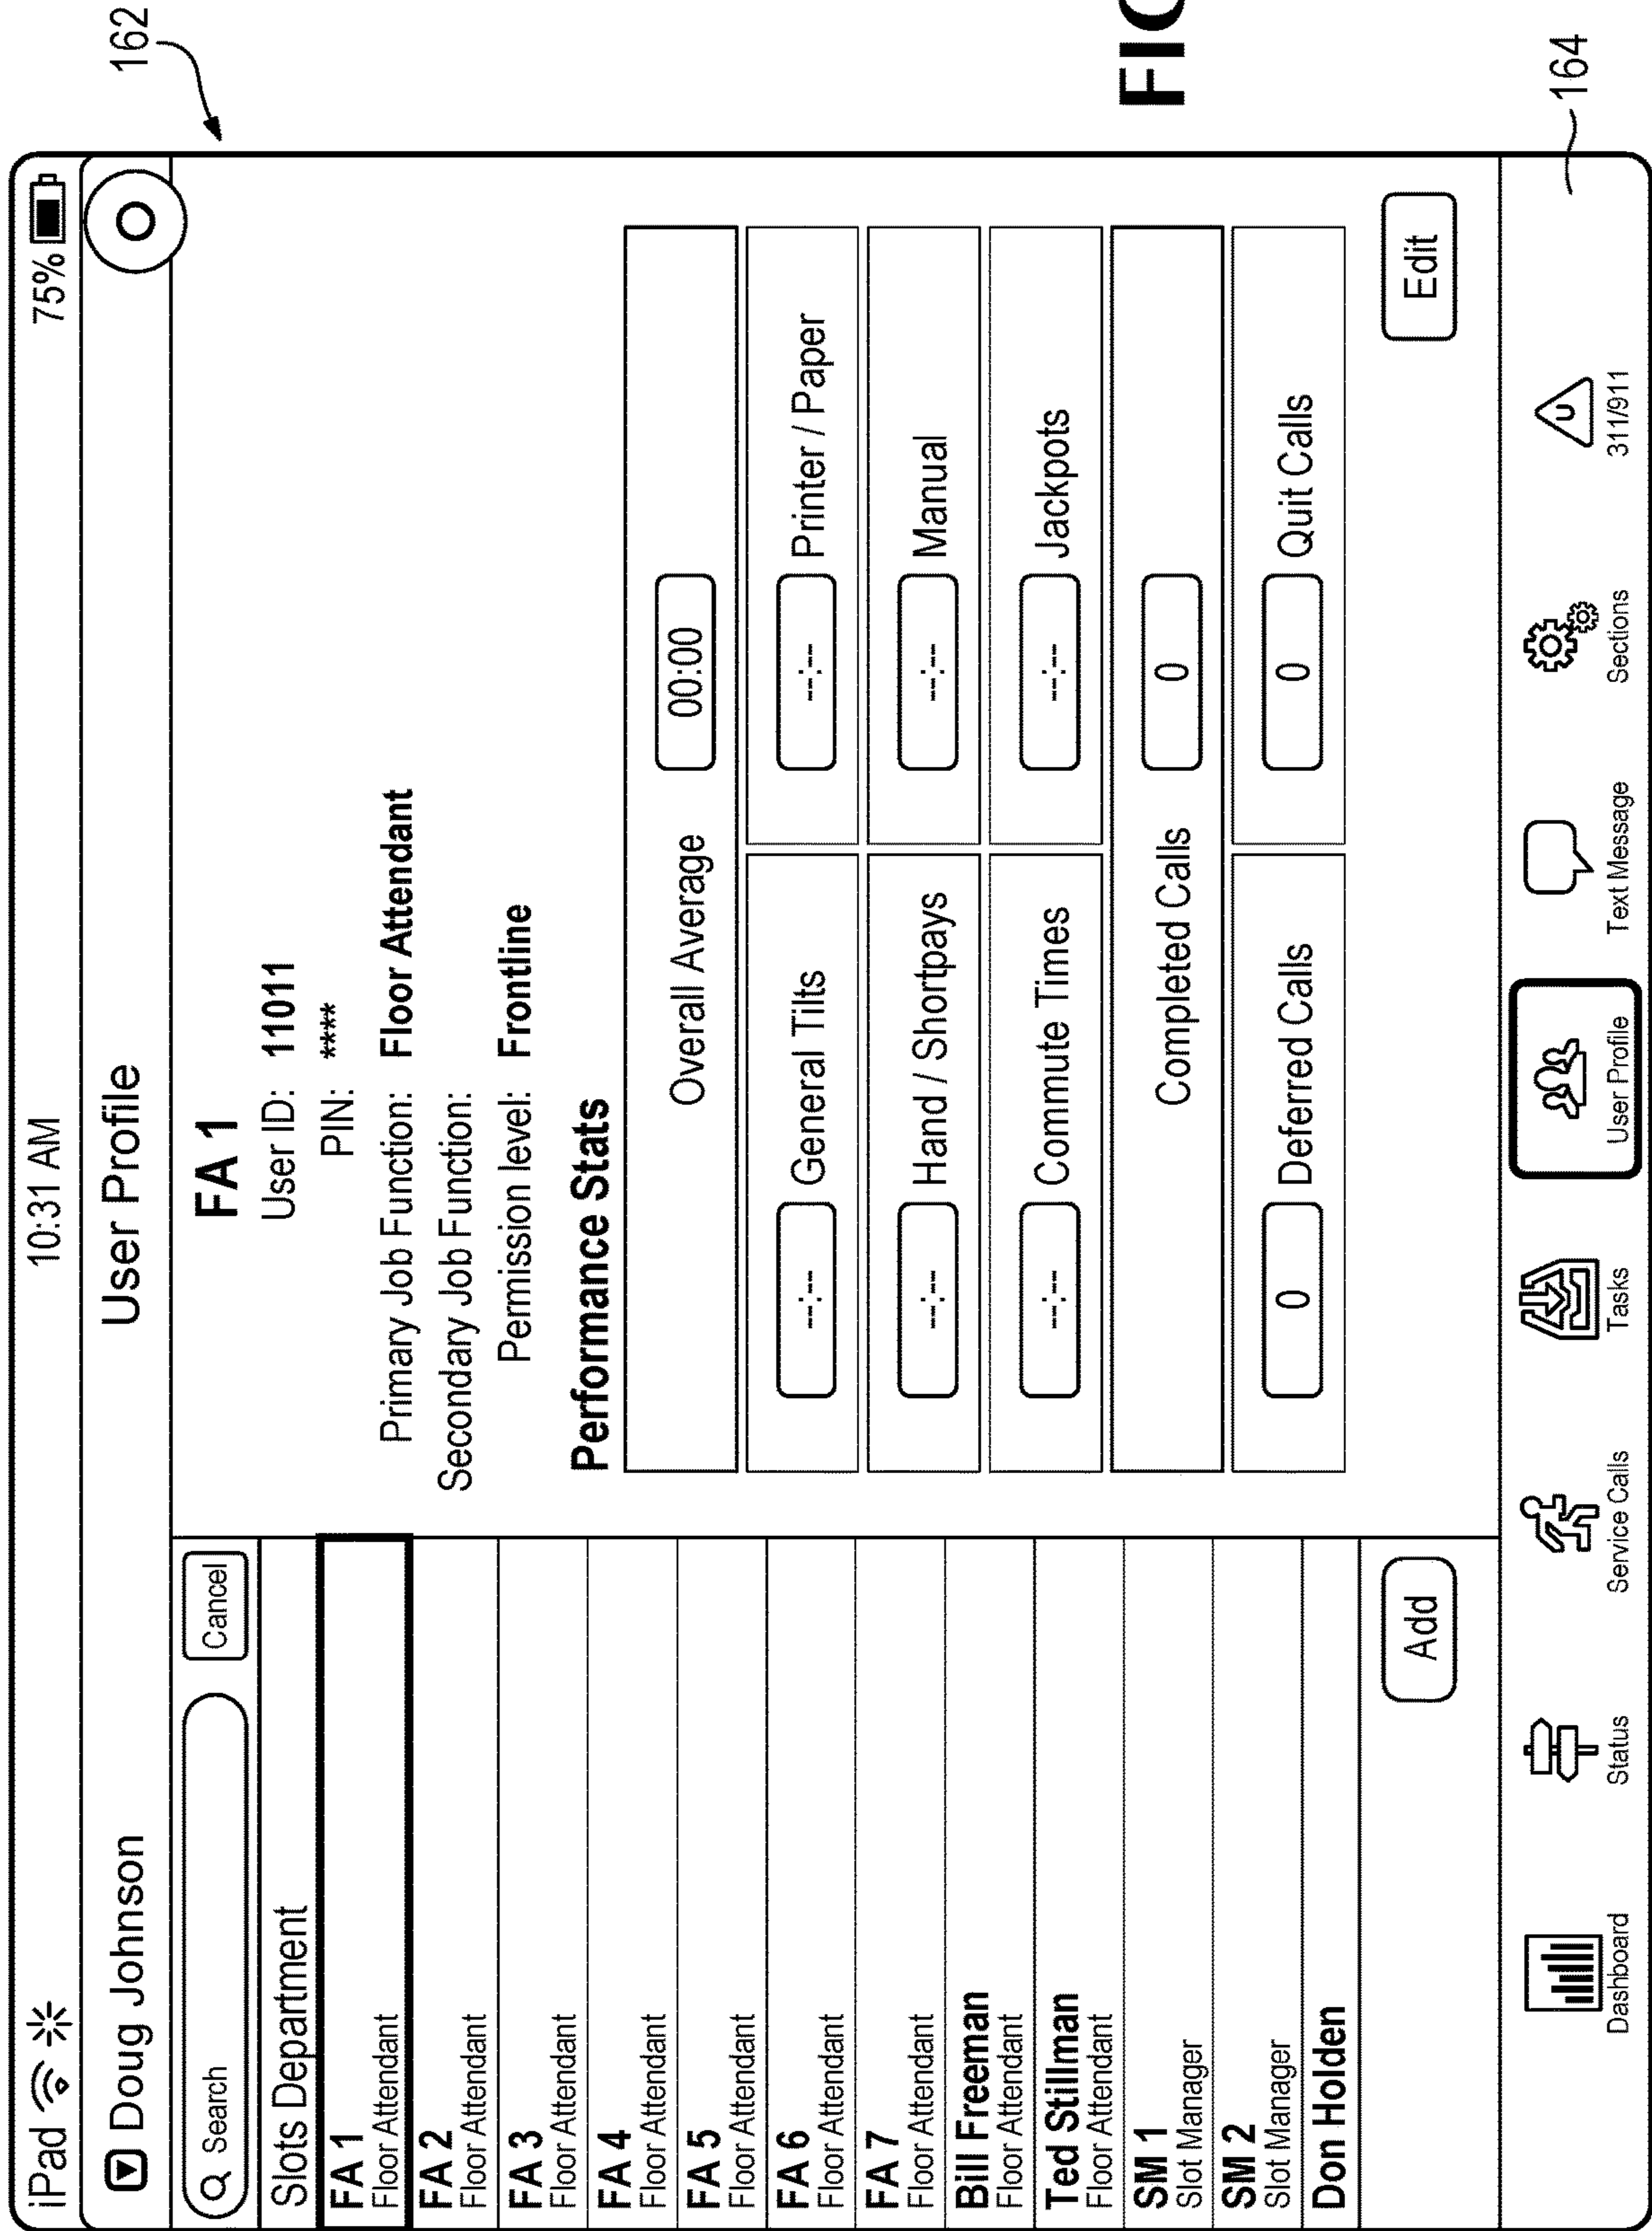 iPad 10:31 AM 75%
Doug Johnson User Profile
162
Search Cancel
Slots Department
FA 1
Floor Attendant
FA 2
Floor Attendant
FA 3
Floor Attendant
FA 4
Floor Attendant
FA 5
Floor Attendant
FA 6
Floor Attendant
FA 7
Floor Attendant
Bill Freeman
Floor Attendant
Ted Stillman
Floor Attendant
SM 1
Slot Manager
SM 2
Slot Manager
Don Holden
Add
FA 1
User ID: 11011
PIN: ****
Primary Job Function: Floor Attendant
Secondary Job Function:
Permission level: Frontline
Performance Stats
Overall Average 00:00
--:-- General Tilts --:-- Printer / Paper
--:-- Hand / Shortpays --:-- Manual
--:-- Commute Times --:-- Jackpots
Completed Calls 0
0 Deferred Calls 0 Quit Calls
Edit
Dashboard Status Service Calls Tasks User Profile Text Message Sections 311/911
164